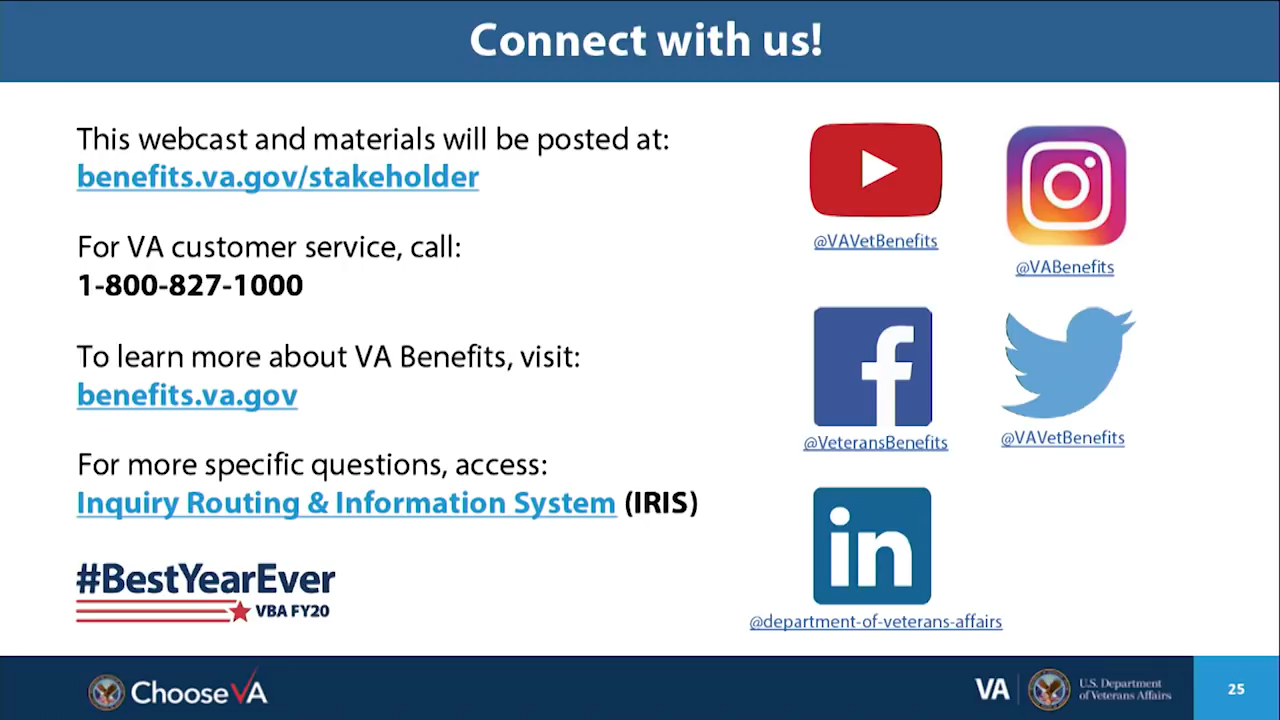 Connect with us!
This webcast and materials will be posted at:
benefits.va.gov/stakeholder
For VA customer service, call:
1-800-827-1000
To learn more about VA Benefits, visit:
benefits.va.gov
For more specific questions, access:
Inquiry Routing & Information System (IRIS)
#BestYearEver
VBA FY20
@VAVetBenefits
@VABenefits
@VeteransBenefits
@VAVetBenefits
in
@department-of-veterans-affairs
ChooseVA
VA
U.S. Department
of Veterans Affairs
25